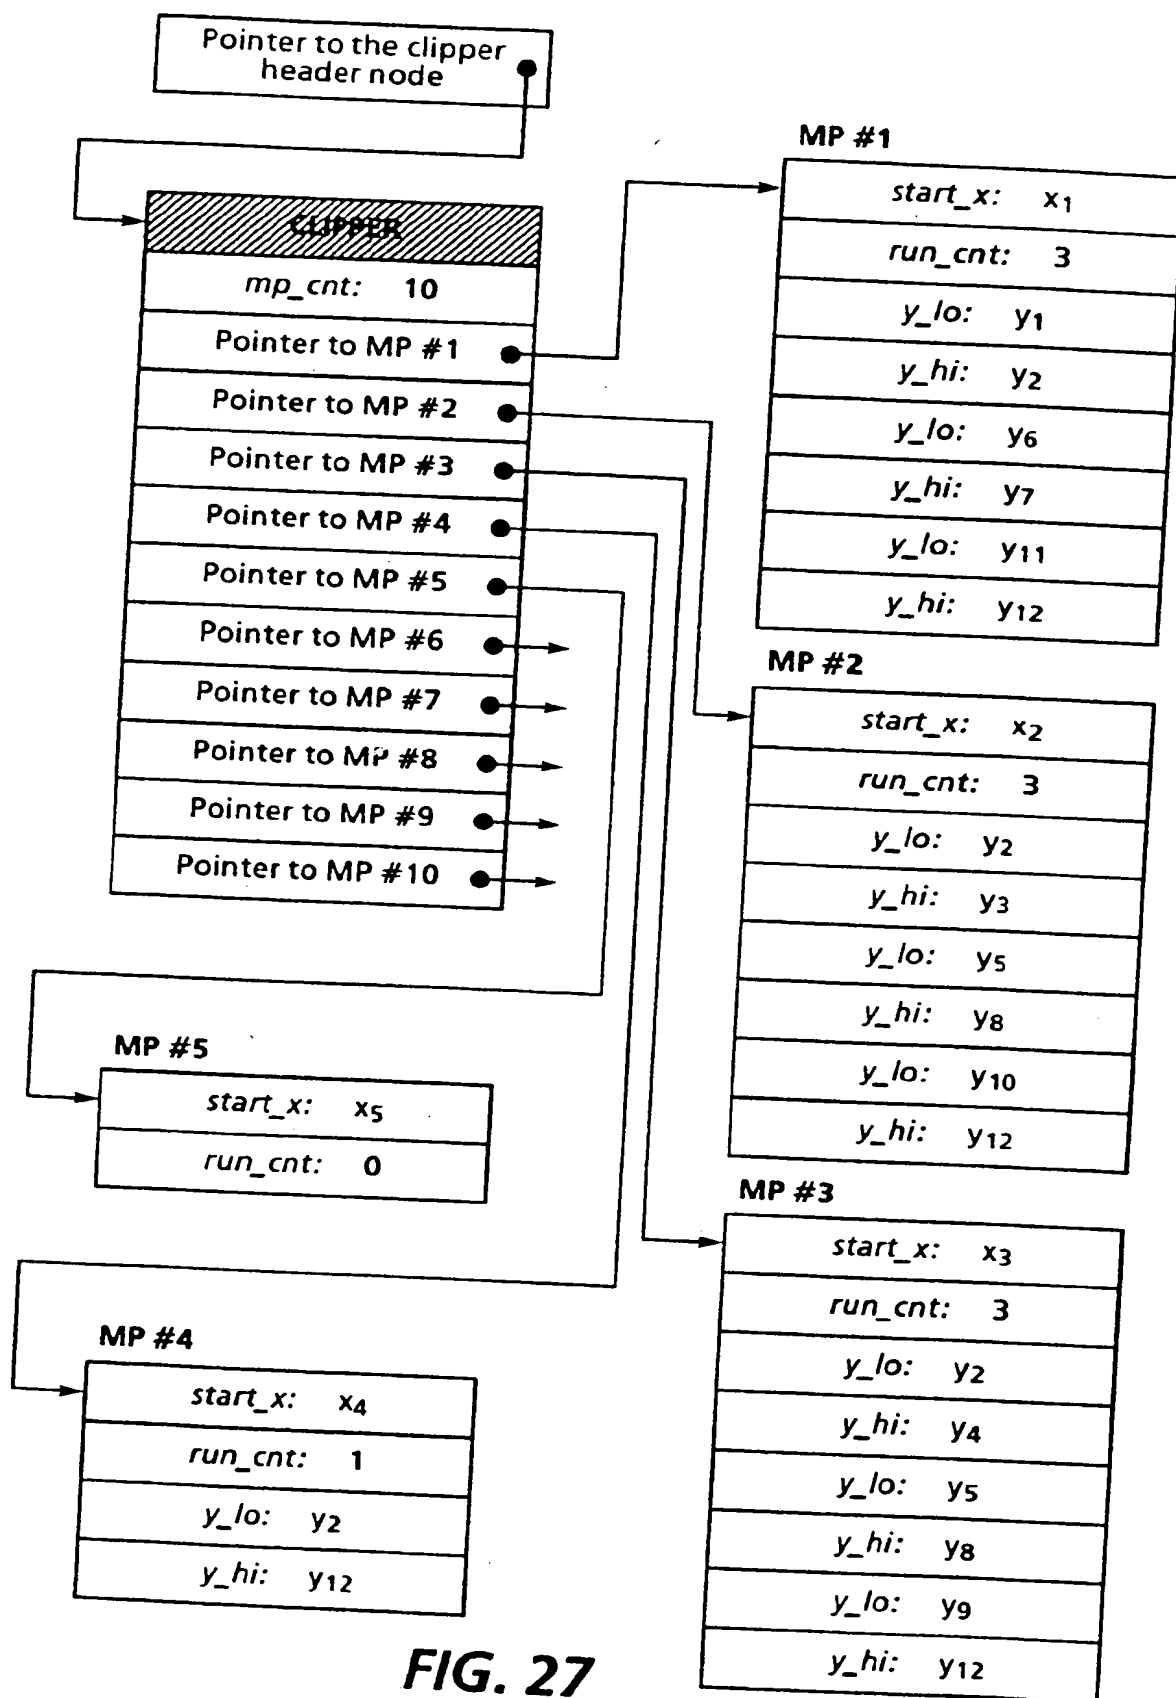 Pointer to the clipper
header node
CLIPPER
mp_cnt: 10
Pointer to MP #1
Pointer to MP #2
Pointer to MP #3
Pointer to MP #4
Pointer to MP #5
Pointer to MP #6
Pointer to MP #7
Pointer to MP #8
Pointer to MP #9
Pointer to MP #10
MP #1
start_x: x1
run_cnt: 3
y_lo: y1
y_hi: y2
y_lo: y6
y_hi: y7
y_lo: y11
y_hi: y12
MP #2
start_x: x2
run_cnt: 3
y_lo: y2
y_hi: y3
y_lo: y5
y_hi: y8
y_lo: y10
y_hi: y12
MP #3
start_x: x3
run_cnt: 3
y_lo: y2
y_hi: y4
y_lo: y5
y_hi: y8
y_lo: y9
y_hi: y12
MP #5
start_x: x5
run_cnt: 0
MP #4
start_x: x4
run_cnt: 1
y_lo: y2
y_hi: y12
FIG. 27